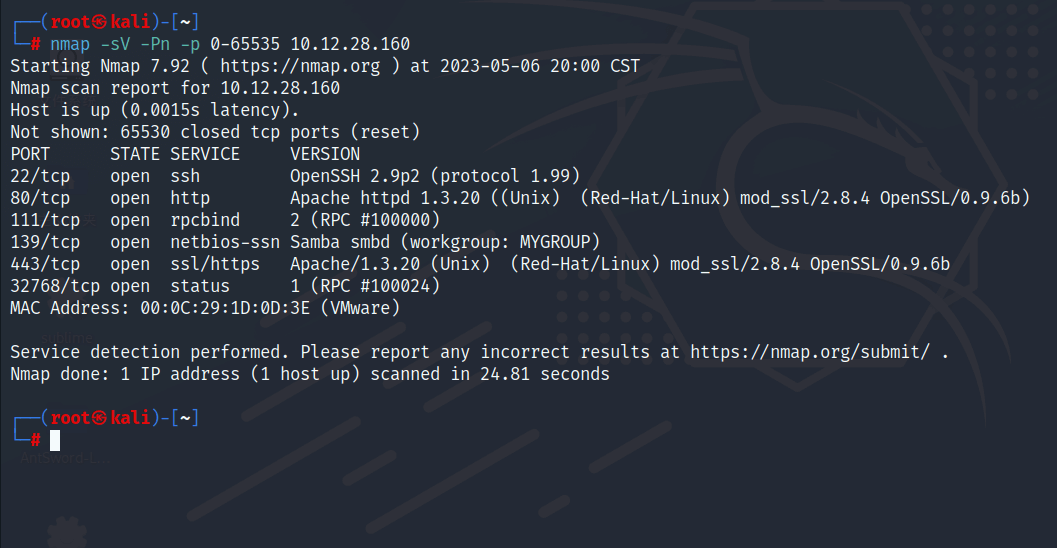 ┌──(root㉿kali)-[~]
└─# nmap -sV -Pn -p 0-65535 10.12.28.160
Starting Nmap 7.92 ( https://nmap.org ) at 2023-05-06 20:00 CST
Nmap scan report for 10.12.28.160
Host is up (0.0015s latency).
Not shown: 65530 closed tcp ports (reset)
PORT      STATE SERVICE     VERSION
22/tcp    open  ssh         OpenSSH 2.9p2 (protocol 1.99)
80/tcp    open  http        Apache httpd 1.3.20 ((Unix)  (Red-Hat/Linux) mod_ssl/2.8.4 OpenSSL/0.9.6b)
111/tcp   open  rpcbind     2 (RPC #100000)
139/tcp   open  netbios-ssn Samba smbd (workgroup: MYGROUP)
443/tcp   open  ssl/https   Apache/1.3.20 (Unix)  (Red-Hat/Linux) mod_ssl/2.8.4 OpenSSL/0.9.6b
32768/tcp open  status      1 (RPC #100024)
MAC Address: 00:0C:29:1D:0D:3E (VMware)
Service detection performed. Please report any incorrect results at https://nmap.org/submit/ .
Nmap done: 1 IP address (1 host up) scanned in 24.81 seconds
┌──(root㉿kali)-[~]
└─#